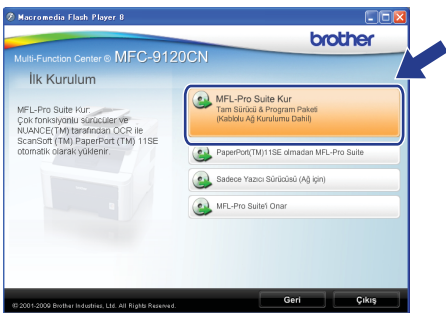 Macromedia Flash Player 8
brother
Multi-Function Center ® MFC-9120CN
İlk Kurulum
MFL-Pro Suite Kur:
Çok fonksiyonlu sürücüler ve
NUANCE(TM) tarafından OCR ile
ScanSoft (TM) PaperPort (TM) 11SE
otomatik olarak yüklenir.
MFL-Pro Suite Kur
Tam Sürücü & Program Paketi
(Kablolu Ağ Kurulumu Dahil)
PaperPort(TM)11SE olmadan MFL-Pro Suite
Sadece Yazıcı Sürücüsü (Ağ için)
MFL-Pro Suite'i Onar
© 2001-2009 Brother Industries, Ltd. All Rights Reserved.
Geri
Çıkış